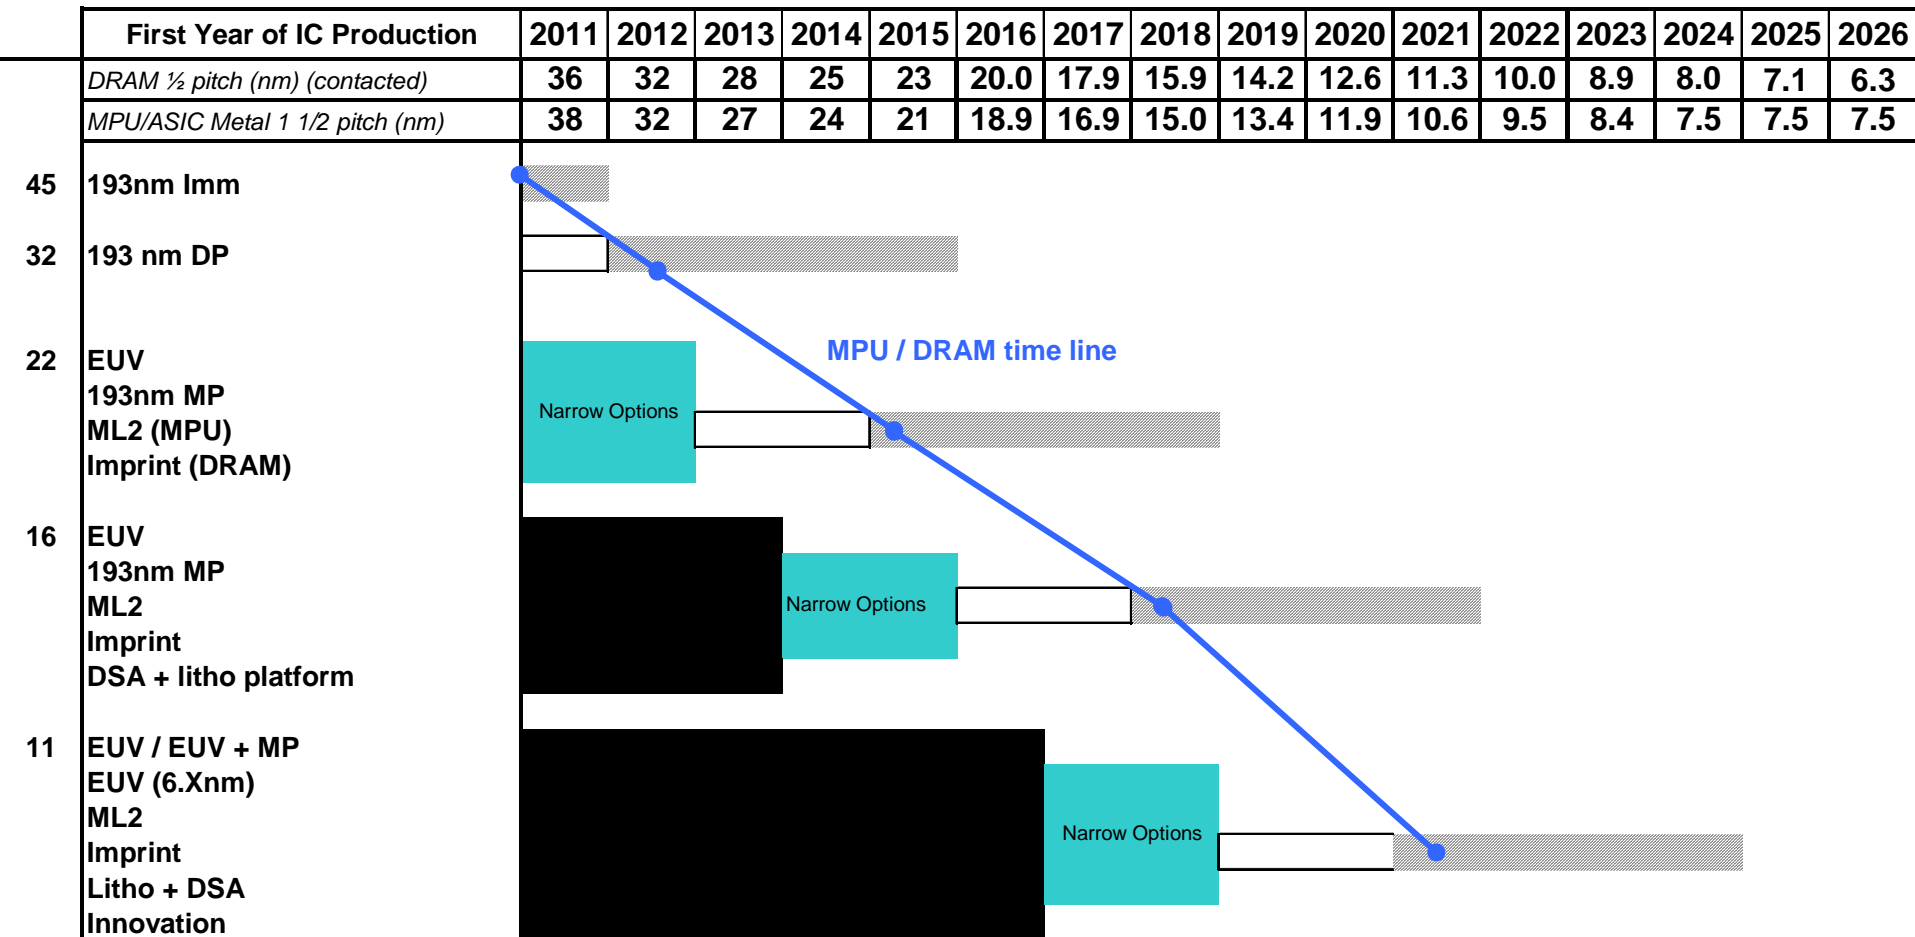 First Year of IC Production 2011 2012 2013 2014 2015 2016 2017 2018 2019 2020 2021 2022 2023 2024 2025 2026
DRAM ½ pitch (nm) (contacted) 36 32 28 25 23 20.0 17.9 15.9 14.2 12.6 11.3 10.0 8.9 8.0 7.1 6.3
MPU/ASIC Metal 1 1/2 pitch (nm) 38 32 27 24 21 18.9 16.9 15.0 13.4 11.9 10.6 9.5 8.4 7.5 7.5 7.5
45 193nm Imm
32 193 nm DP
MPU / DRAM time line
22 EUV
193nm MP
Narrow Options
ML2 (MPU)
Imprint (DRAM)
16 EUV
193nm MP
ML2 Narrow Options
Imprint
DSA + litho platform
11 EUV / EUV + MP
EUV (6.Xnm)
ML2
Narrow Options
Imprint
Litho + DSA
Innovation